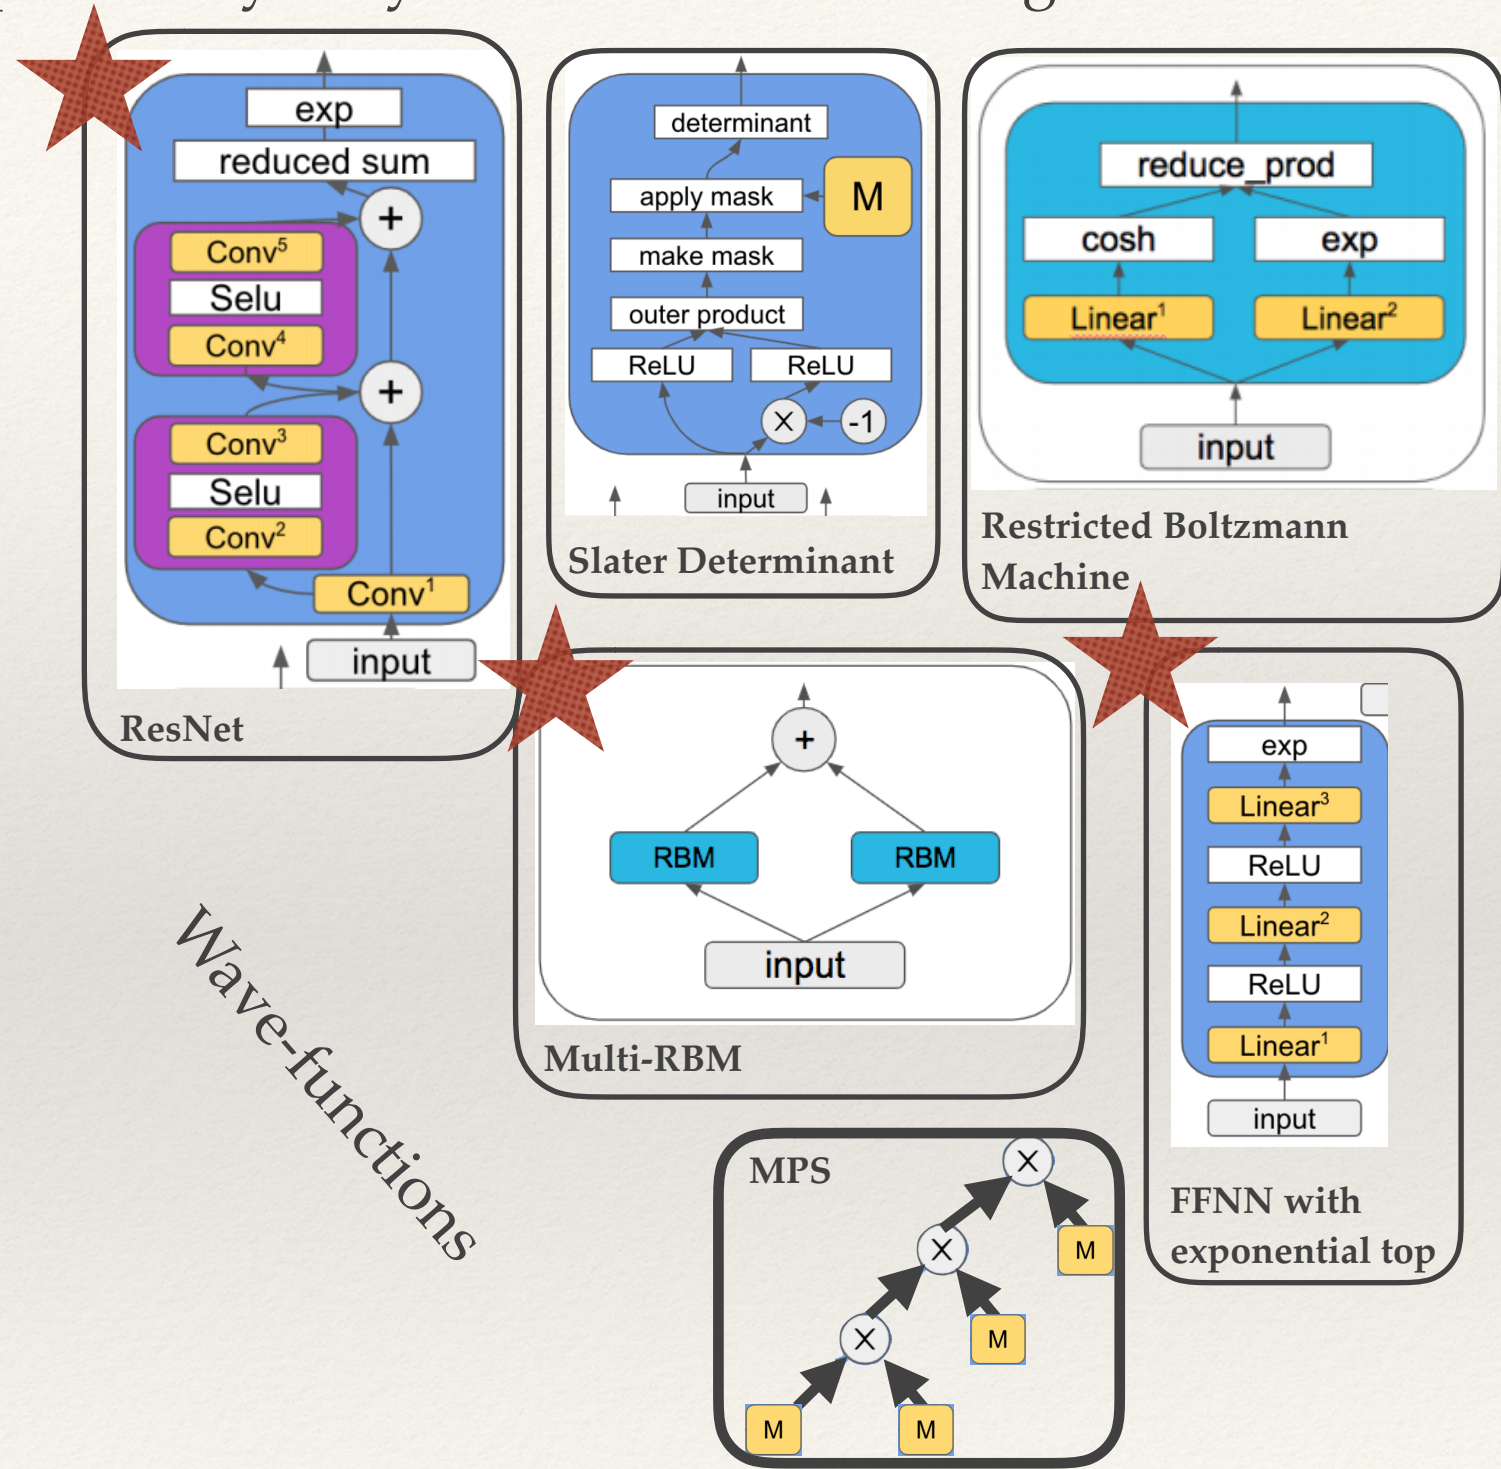 exp
reduced sum
+
Conv⁵
Selu
Conv⁴
+
Conv³
Selu
Conv²
Conv¹
input
ResNet
determinant
apply mask
M
make mask
outer product
ReLU ReLU
X -1
input
Slater Determinant
reduce_prod
cosh exp
Linear¹ Linear²
input
Restricted Boltzmann
Machine
+
RBM RBM
input
Multi-RBM
exp
Linear³
ReLU
Linear²
ReLU
Linear¹
input
FFNN with
exponential top
Wave-functions
MPS
X
X M
X M
M M